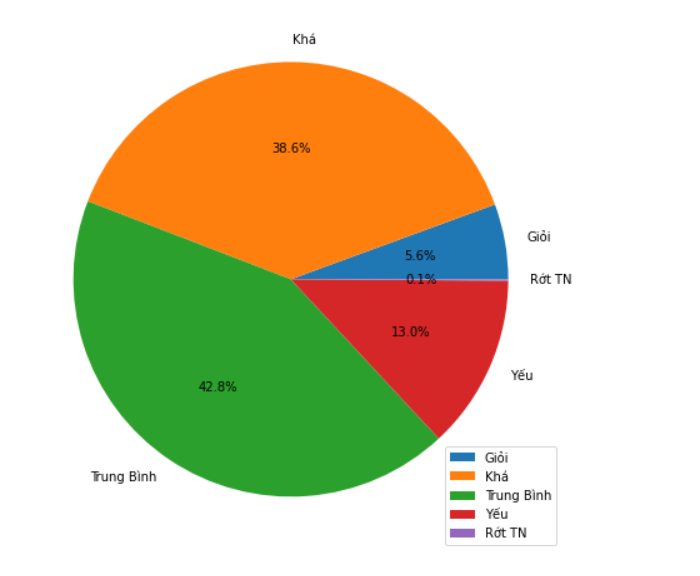 Khá
38.6%
Giỏi
5.6%
0.1%
Rớt TN
13.0%
Yếu
42.8%
Trung Bình
Giỏi
Khá
Trung Bình
Yếu
Rớt TN